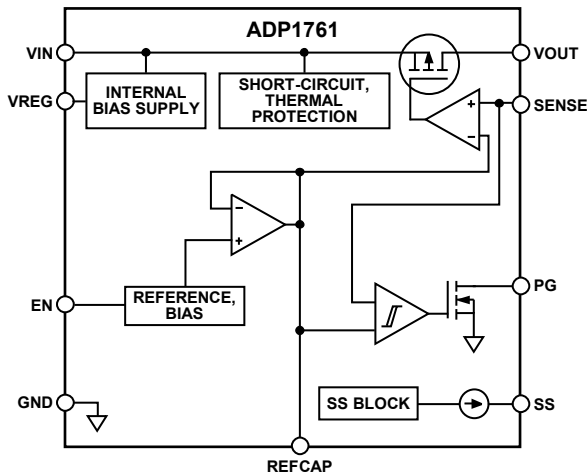 ADP1761
VIN
VOUT
VREG
INTERNAL
BIAS SUPPLY
SHORT-CIRCUIT,
THERMAL
PROTECTION
SENSE
+
–
–
+
EN
REFERENCE,
BIAS
PG
GND
SS BLOCK
SS
REFCAP